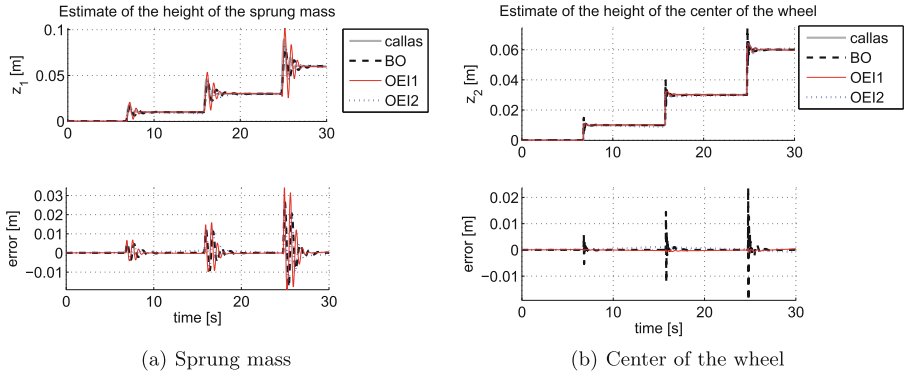 Estimate of the height of the sprung mass
z1 [m]
0.1
0.05
0
0 10 20 30
callas
BO
OEI1
OEI2
error [m]
0.03
0.02
0.01
0
−0.01
0 10 20 30
time [s]
(a) Sprung mass
Estimate of the height of the center of the wheel
z2 [m]
0.06
0.04
0.02
0
0 10 20 30
callas
BO
OEI1
OEI2
error [m]
0.02
0.01
0
−0.01
0 10 20 30
time [s]
(b) Center of the wheel